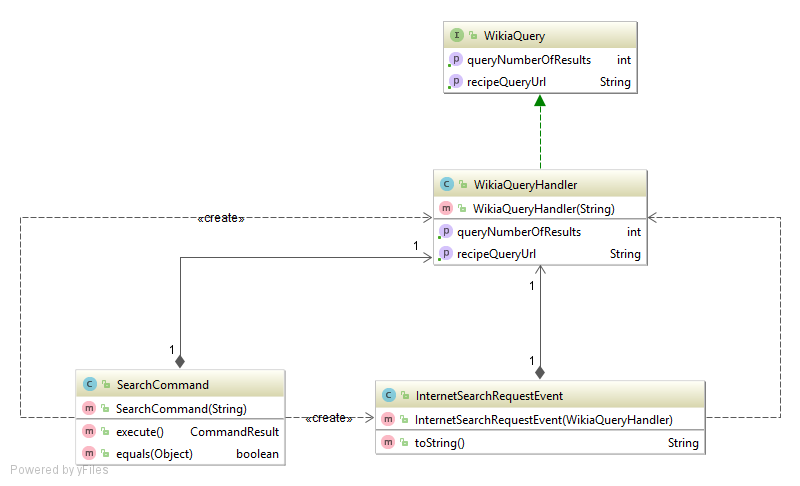 I WikiaQuery
p queryNumberOfResults int
p recipeQueryUrl String
C WikiaQueryHandler
m WikiaQueryHandler(String)
p queryNumberOfResults int
p recipeQueryUrl String
«create»
1
1
1
1
C SearchCommand
m SearchCommand(String)
m execute() CommandResult
m equals(Object) boolean
«create»
C InternetSearchRequestEvent
m InternetSearchRequestEvent(WikiaQueryHandler)
m toString() String
Powered by yFiles